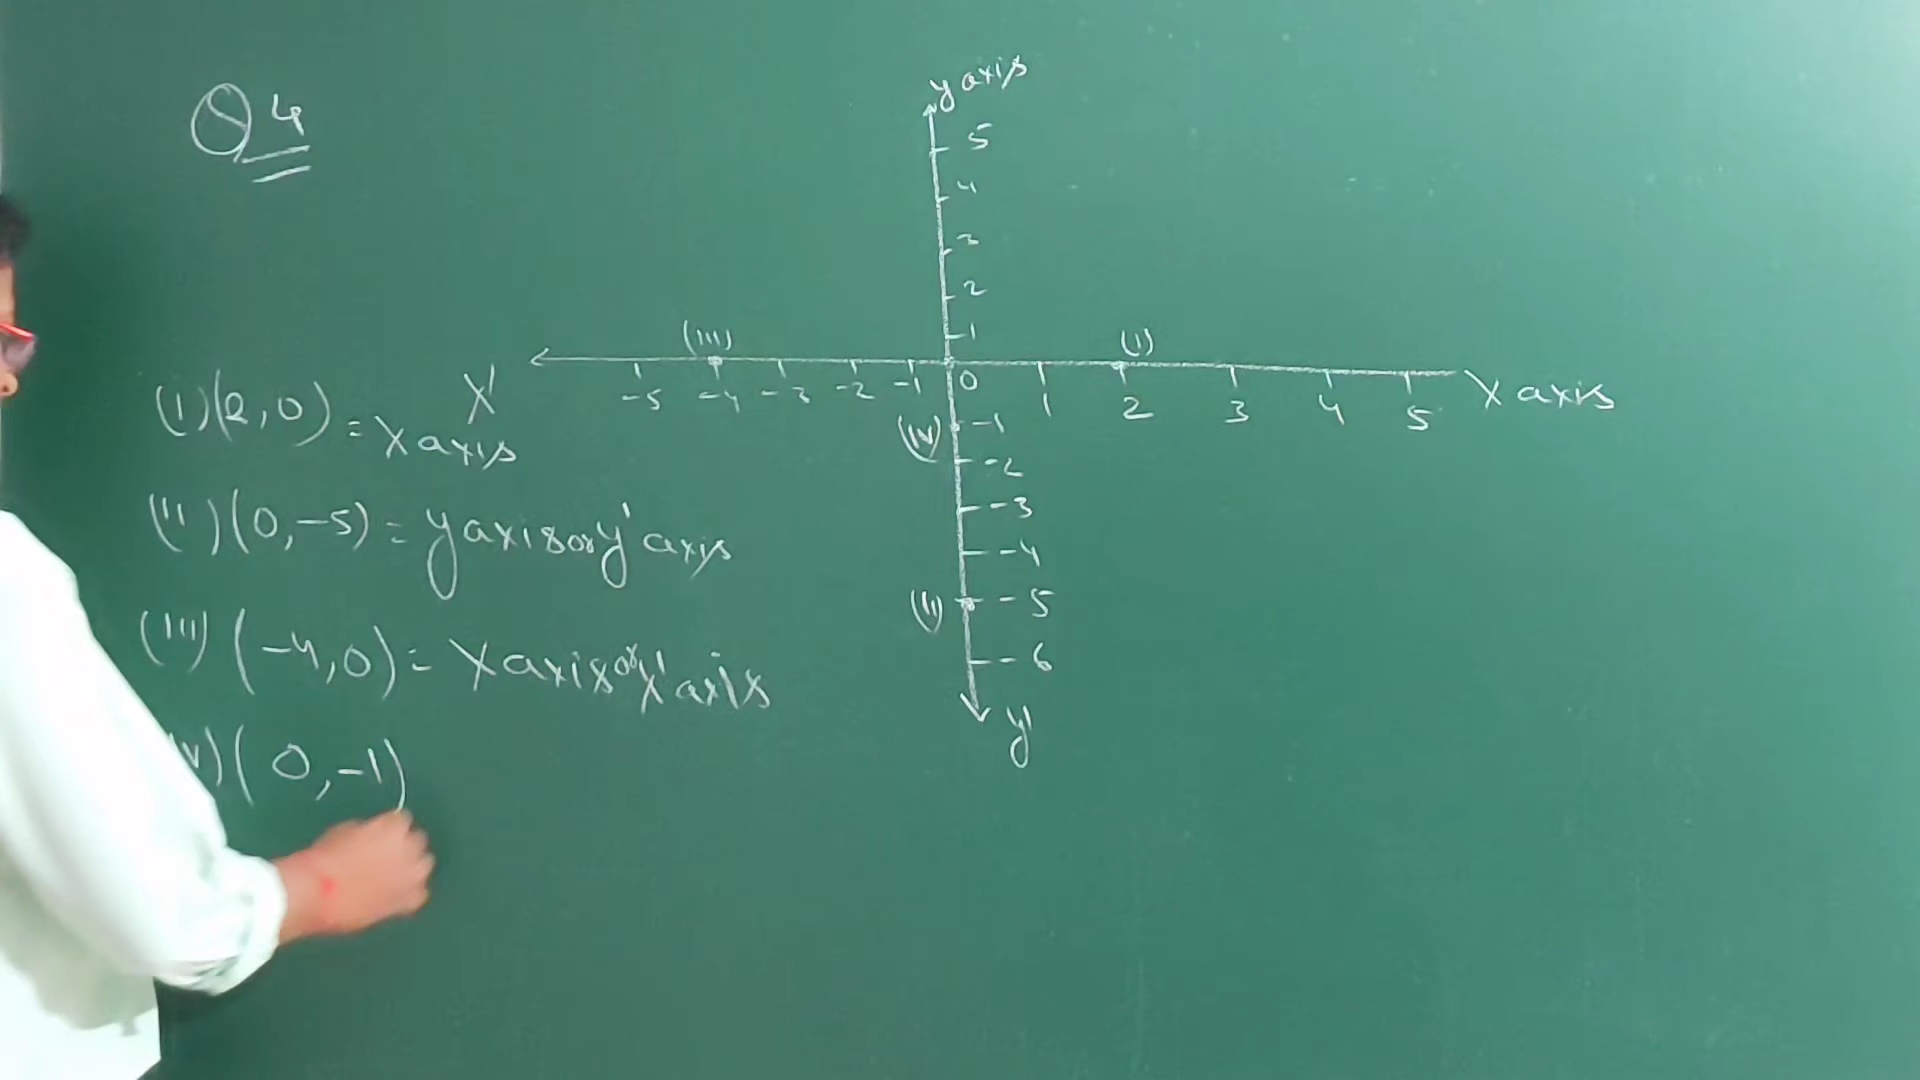 Q4
y axis
5
4
3
2
1
(III) (I)
-5 -4 -3 -2 -1 0 1 2 3 4 5 X axis
X'
-1
(IV)
-2
-3
-4
(II) -5
-6
y'
(I) (2,0) = X axis
(II) (0,-5) = y axis or y' axis
(III) (-4,0) = X axis or X' axis
(0,-1)